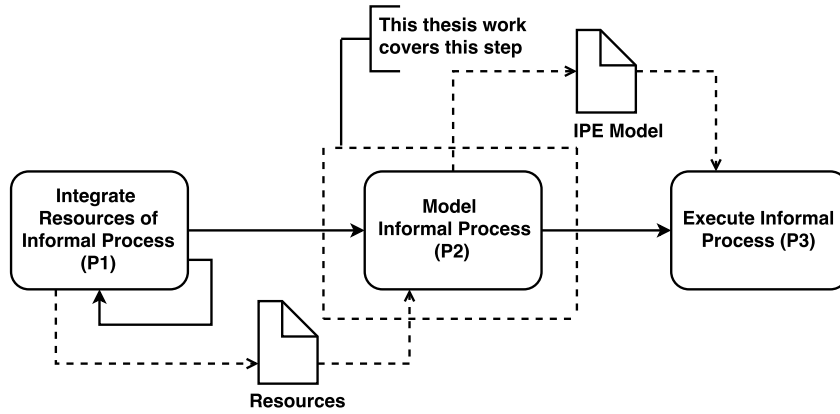 This thesis work
covers this step
IPE Model
Integrate
Resources of
Informal Process
(P1)
Model
Informal Process
(P2)
Execute Informal
Process (P3)
Resources